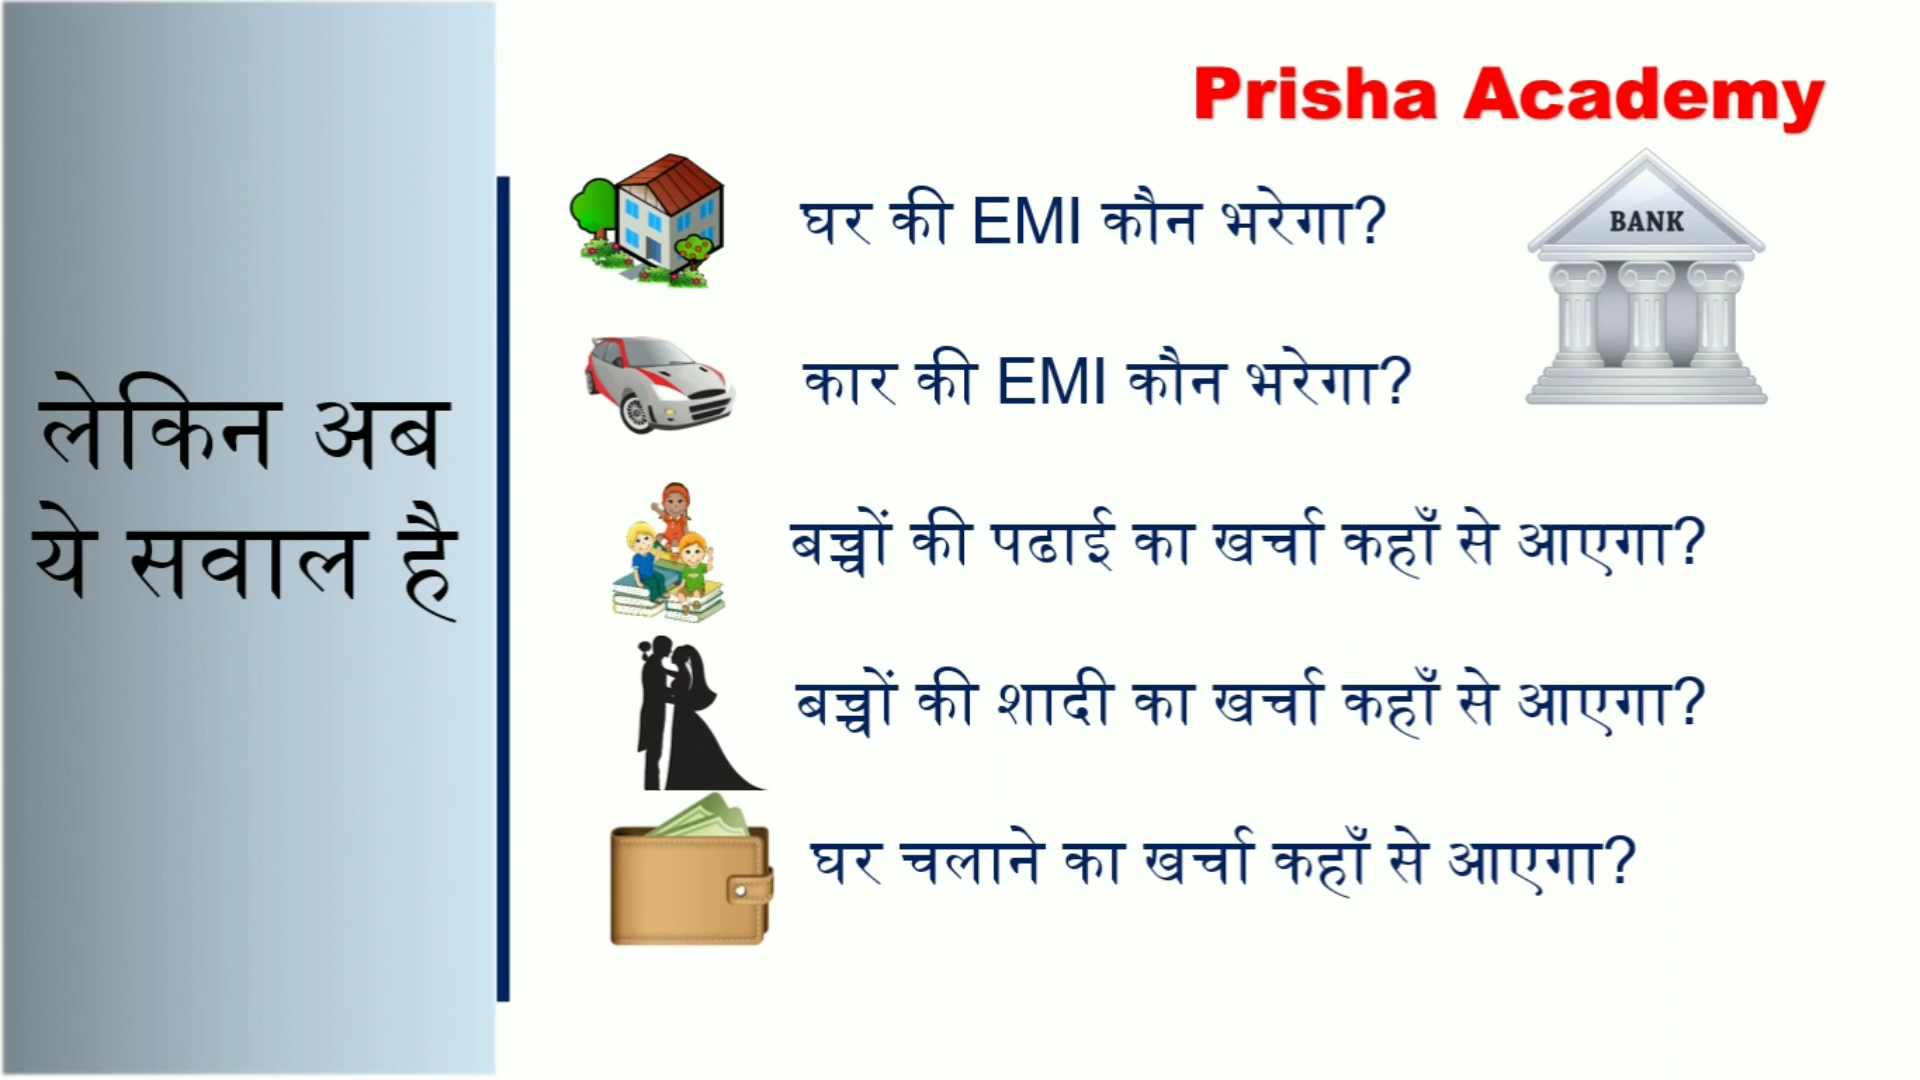 Prisha Academy
लेकिन अब
ये सवाल है
घर की EMI कौन भरेगा?
BANK
कार की EMI कौन भरेगा?
बच्चों की पढाई का खर्चा कहाँ से आएगा?
बच्चों की शादी का खर्चा कहाँ से आएगा?
घर चलाने का खर्चा कहाँ से आएगा?